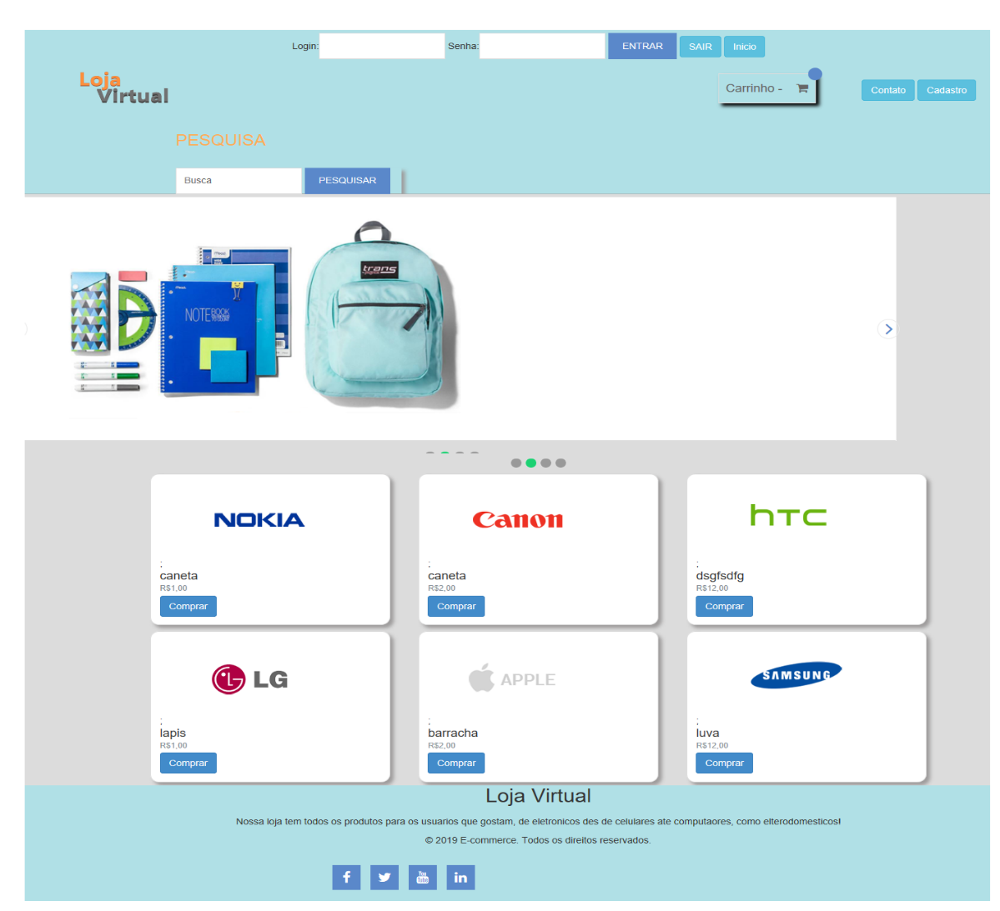 Login: Senha: ENTRAR SAIR Inicio
Loja
Virtual
Carrinho - Contato Cadastro
PESQUISA
Busca PESQUISAR
trans
NOTEBOOK
NOKIA Canon hTC
; ; ;
caneta caneta dsgfsdfg
R$1,00 R$2,00 R$12,00
Comprar Comprar Comprar
LG APPLE SAMSUNG
; ; ;
lapis barracha luva
R$1,00 R$2,00 R$12,00
Comprar Comprar Comprar
Loja Virtual
Nossa loja tem todos os produtos para os usuarios que gostam, de eletronicos des de celulares ate computaores, como elterodomesticos!
© 2019 E-commerce. Todos os direitos reservados.
f You Tube in